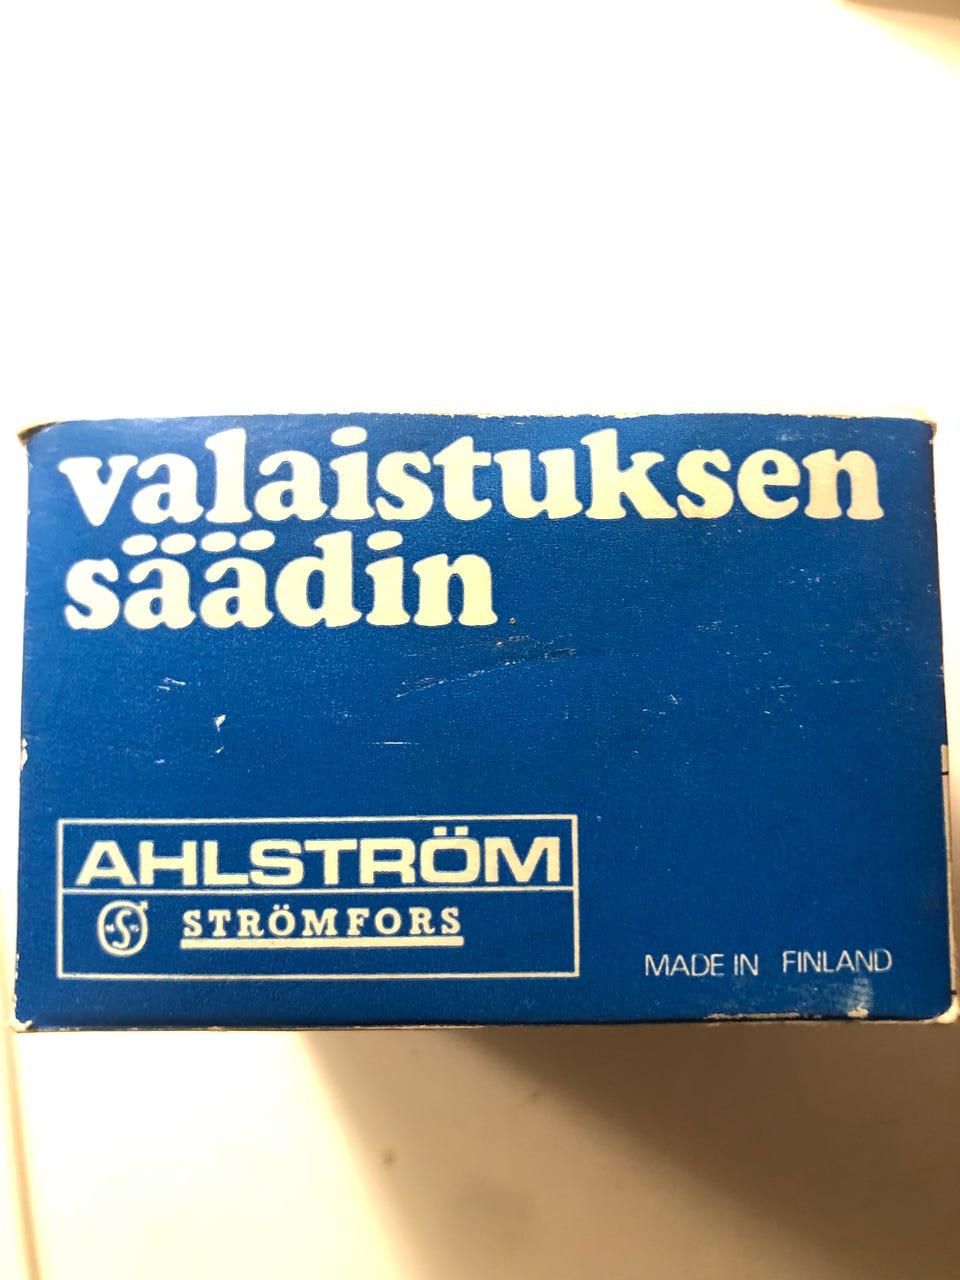 valaistuksen
säädin
AHLSTRÖM
STRÖMFORS
MADE IN FINLAND